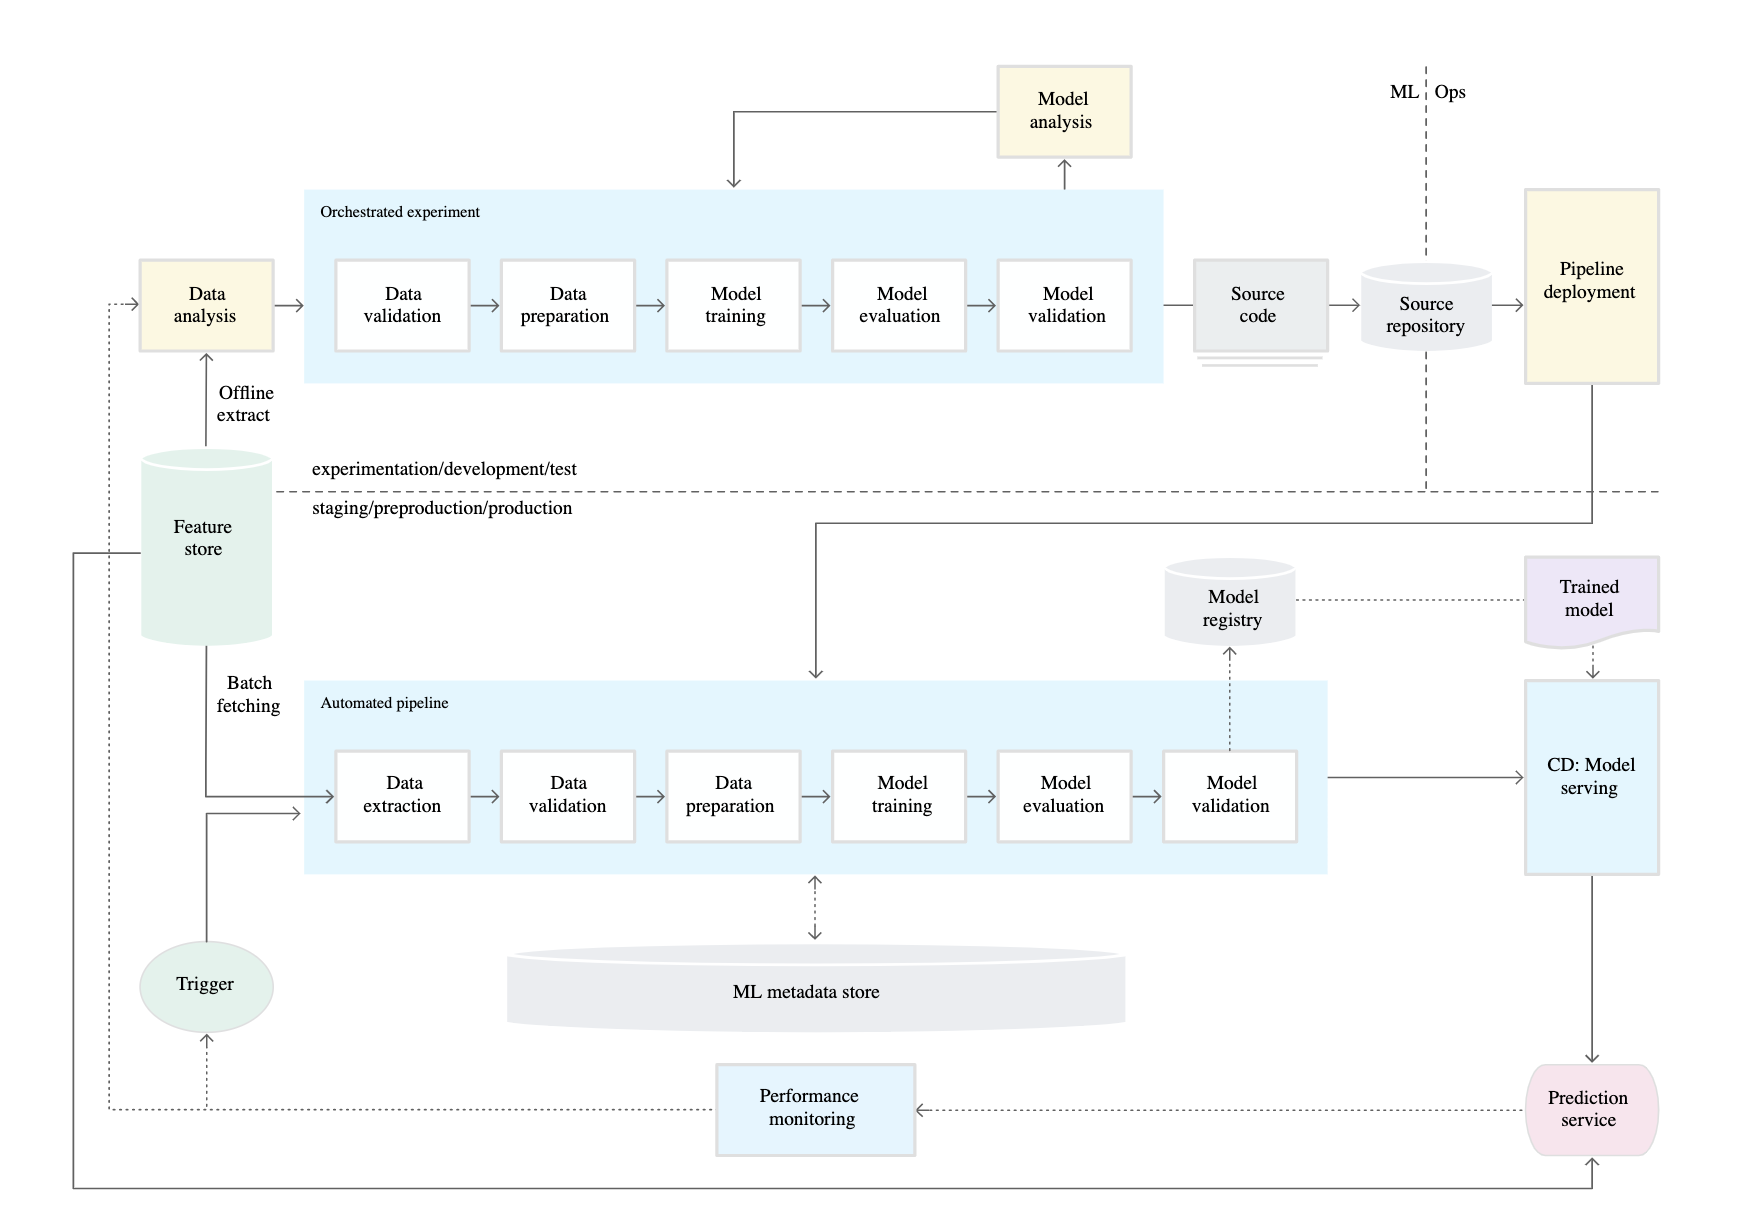 Model
analysis
ML
Ops
Orchestrated experiment
Data
analysis
Data
validation
Data
preparation
Model
training
Model
evaluation
Model
validation
Source
code
Source
repository
Pipeline
deployment
Offline
extract
experimentation/development/test
staging/preproduction/production
Feature
store
Model
registry
Trained
model
Batch
fetching
Automated pipeline
Data
extraction
Data
validation
Data
preparation
Model
training
Model
evaluation
Model
validation
CD: Model
serving
Trigger
ML metadata store
Performance
monitoring
Prediction
service